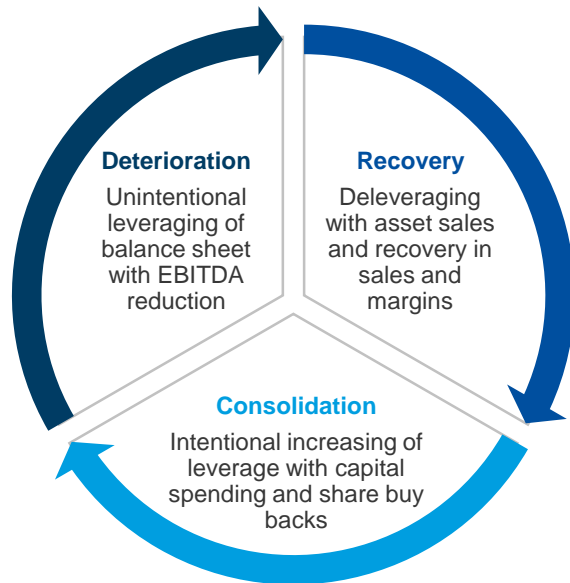 Deterioration
Unintentional
leveraging of
balance sheet
with EBITDA
reduction
Recovery
Deleveraging
with asset sales
and recovery in
sales and
margins
Consolidation
Intentional increasing of
leverage with capital
spending and share buy
backs